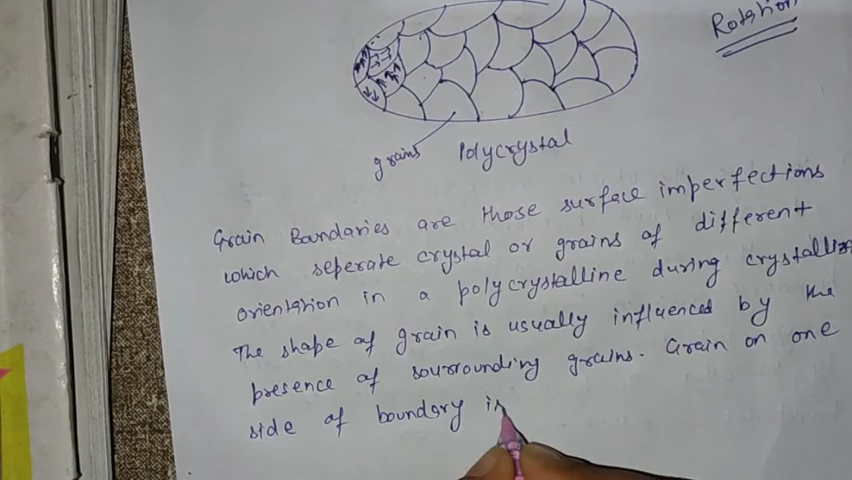 Rotation
grains Polycrystal
Grain Boundaries are those surface imperfections
which seperate crystal or grains of different
orientation in a polycrystalline during
The shape of grain is usually influenced by the
presence of sourrounding grains. Grain on one
side of boundary is